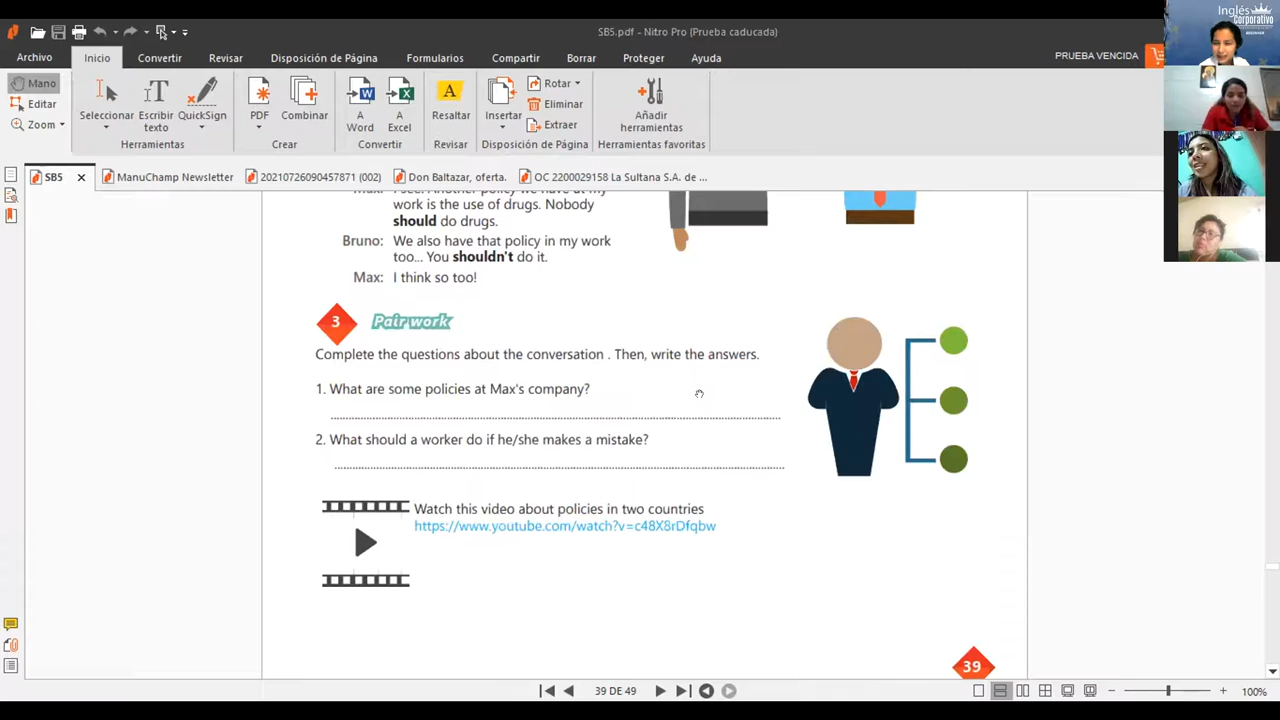 SB5.pdf - Nitro Pro (Prueba caducada)
Inglés
Corporativo
BEGINNER
Archivo
Inicio
Convertir
Revisar
Disposición de Página
Formularios
Compartir
Borrar
Proteger
Ayuda
PRUEBA VENCIDA
Mano
Editar
Zoom
Seleccionar
Escribir texto
QuickSign
Herramientas
PDF
Combinar
Crear
A Word
A Excel
Convertir
Resaltar
Revisar
Insertar
Rotar
Eliminar
Extraer
Disposición de Página
Añadir herramientas
Herramientas favoritas
SB5
ManuChamp Newsletter
20210726090457871 (002)
Don Baltazar, oferta.
OC 2200029158 La Sultana S.A. de ...
work is the use of drugs. Nobody
should do drugs.
Bruno: We also have that policy in my work
too... You shouldn't do it.
Max: I think so too!
3 Pair work
Complete the questions about the conversation . Then, write the answers.
1. What are some policies at Max's company?
2. What should a worker do if he/she makes a mistake?
Watch this video about policies in two countries
https://www.youtube.com/watch?v=c48X8rDfqbw
39
39 DE 49
100%